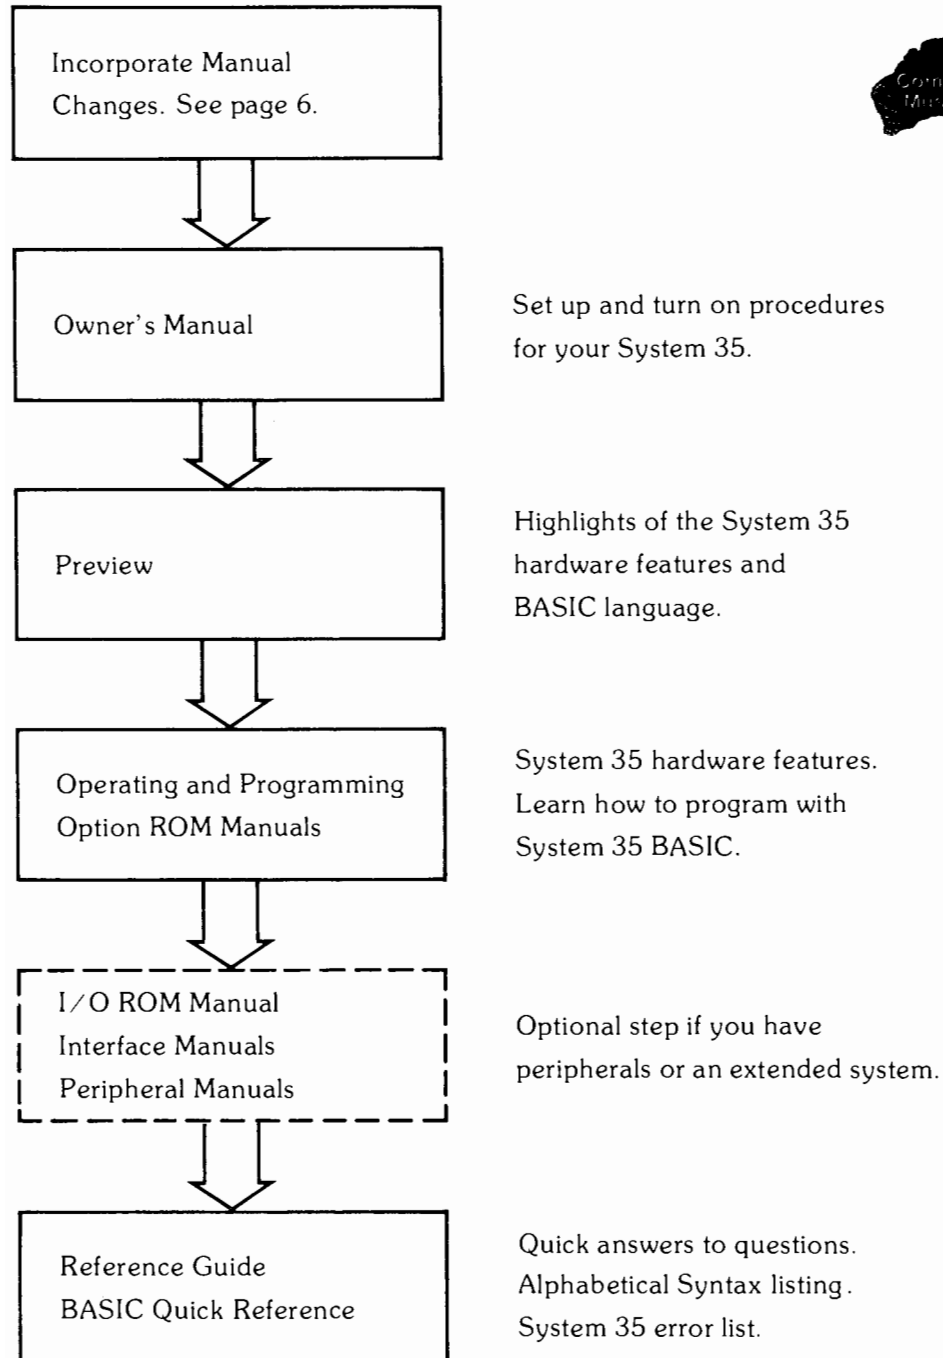 Incorporate Manual
Changes. See page 6.
Owner's Manual
Set up and turn on procedures
for your System 35.
Preview
Highlights of the System 35
hardware features and
BASIC language.
Operating and Programming
Option ROM Manuals
System 35 hardware features.
Learn how to program with
System 35 BASIC.
I/O ROM Manual
Interface Manuals
Peripheral Manuals
Optional step if you have
peripherals or an extended system.
Reference Guide
BASIC Quick Reference
Quick answers to questions.
Alphabetical Syntax listing.
System 35 error list.